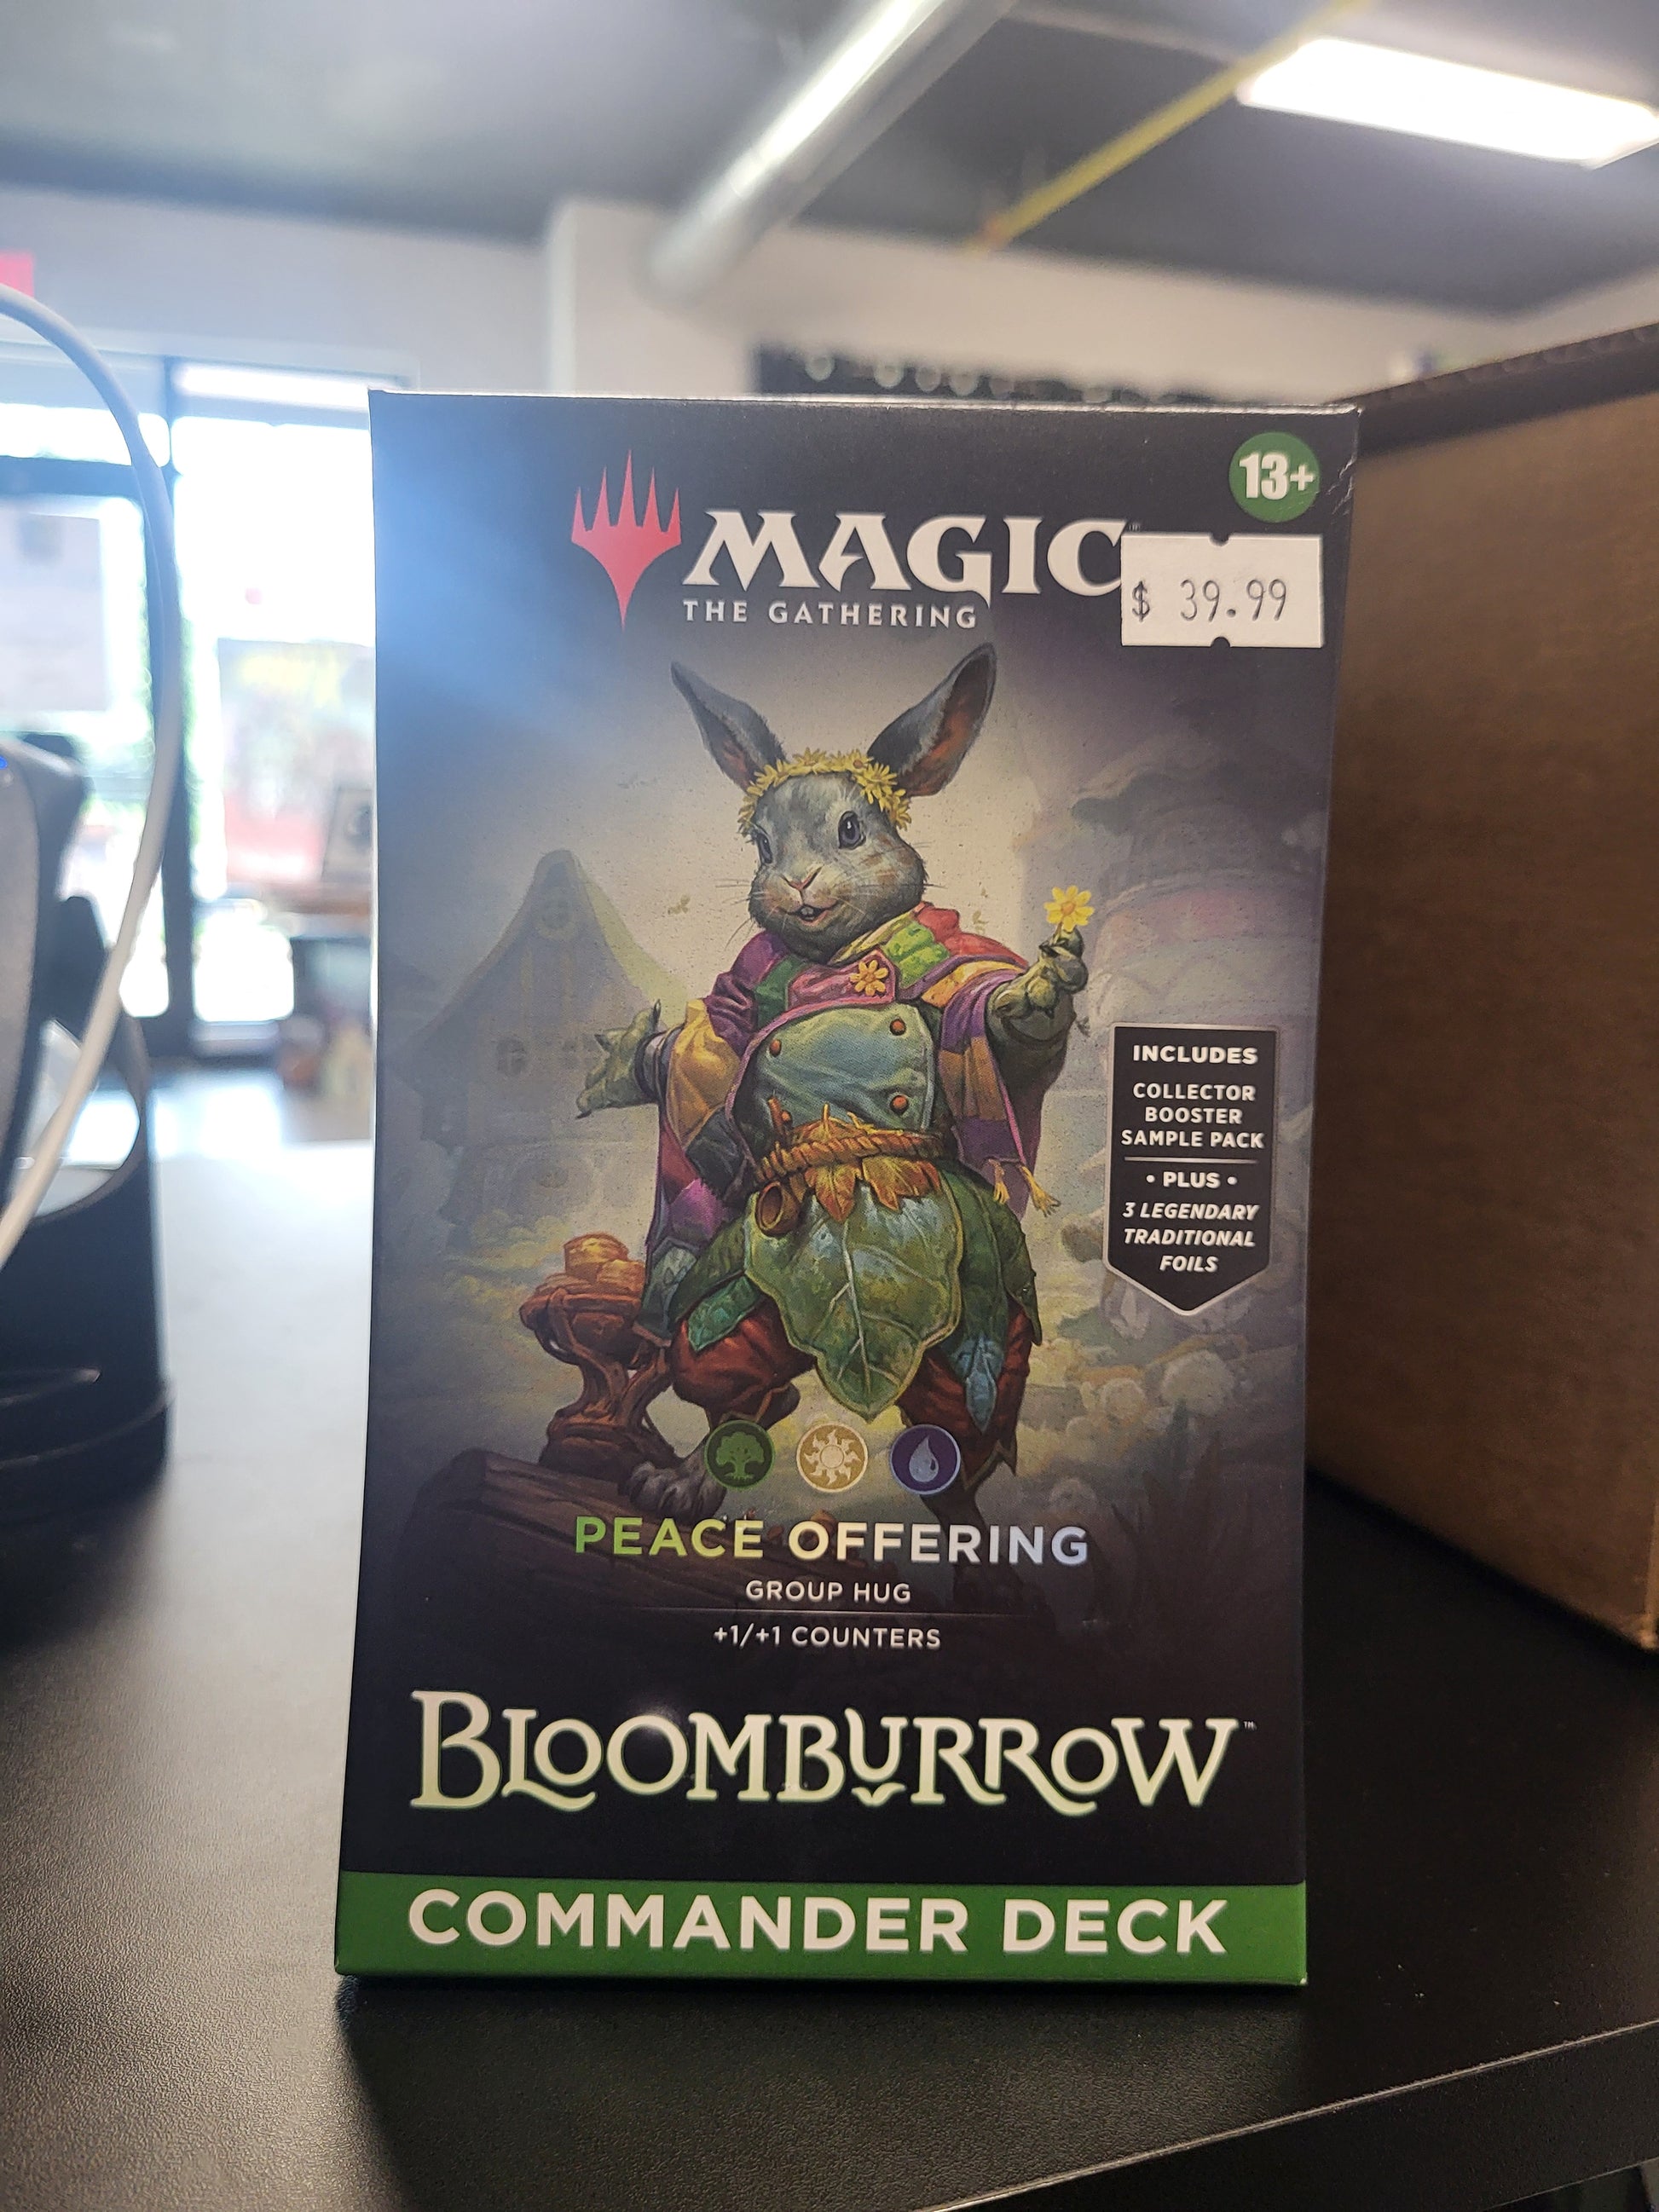 13+
MAGIC
THE GATHERING
$ 39.99
INCLUDES
COLLECTOR
BOOSTER
SAMPLE PACK
• PLUS •
3 LEGENDARY
TRADITIONAL
FOILS
PEACE OFFERING
GROUP HUG
+1/+1 COUNTERS
BLOOMBURROW™
COMMANDER DECK